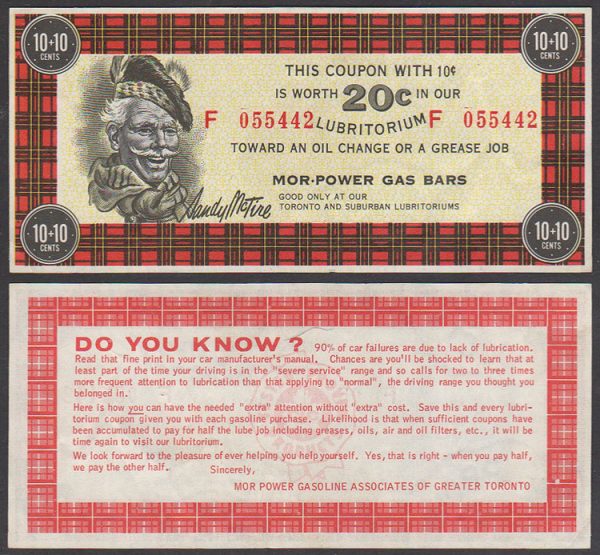 10+10
CENTS
10+10
CENTS
THIS COUPON WITH 10¢
IS WORTH 20¢ IN OUR
F 055442 LUBRITORIUM F 055442
TOWARD AN OIL CHANGE OR A GREASE JOB
MOR-POWER GAS BARS
GOOD ONLY AT OUR
TORONTO AND SUBURBAN LUBRITORIUMS
Sandy McTire
10+10
CENTS
10+10
CENTS
DO YOU KNOW? 90% of car failures are due to lack of lubrication.
Read that fine print in your car manufacturer's manual. Chances are you'll be shocked to learn that at
least part of the time your driving is in the "severe service" range and so calls for two to three times
more frequent attention to lubrication than that applying to "normal", the driving range you thought you
belonged in.
Here is how you can have the needed "extra" attention without "extra" cost. Save this and every lubri-
torium coupon given you with each gasoline purchase. Likelihood is that when sufficient coupons have
been accumulated to pay for half the lube job including greases, oils, air and oil filters, etc., it will be
time again to visit our lubritorium.
We look forward to the pleasure of ever helping you help yourself. Yes, that is right - when you pay half,
we pay the other half. Sincerely,
MOR POWER GASOLINE ASSOCIATES OF GREATER TORONTO